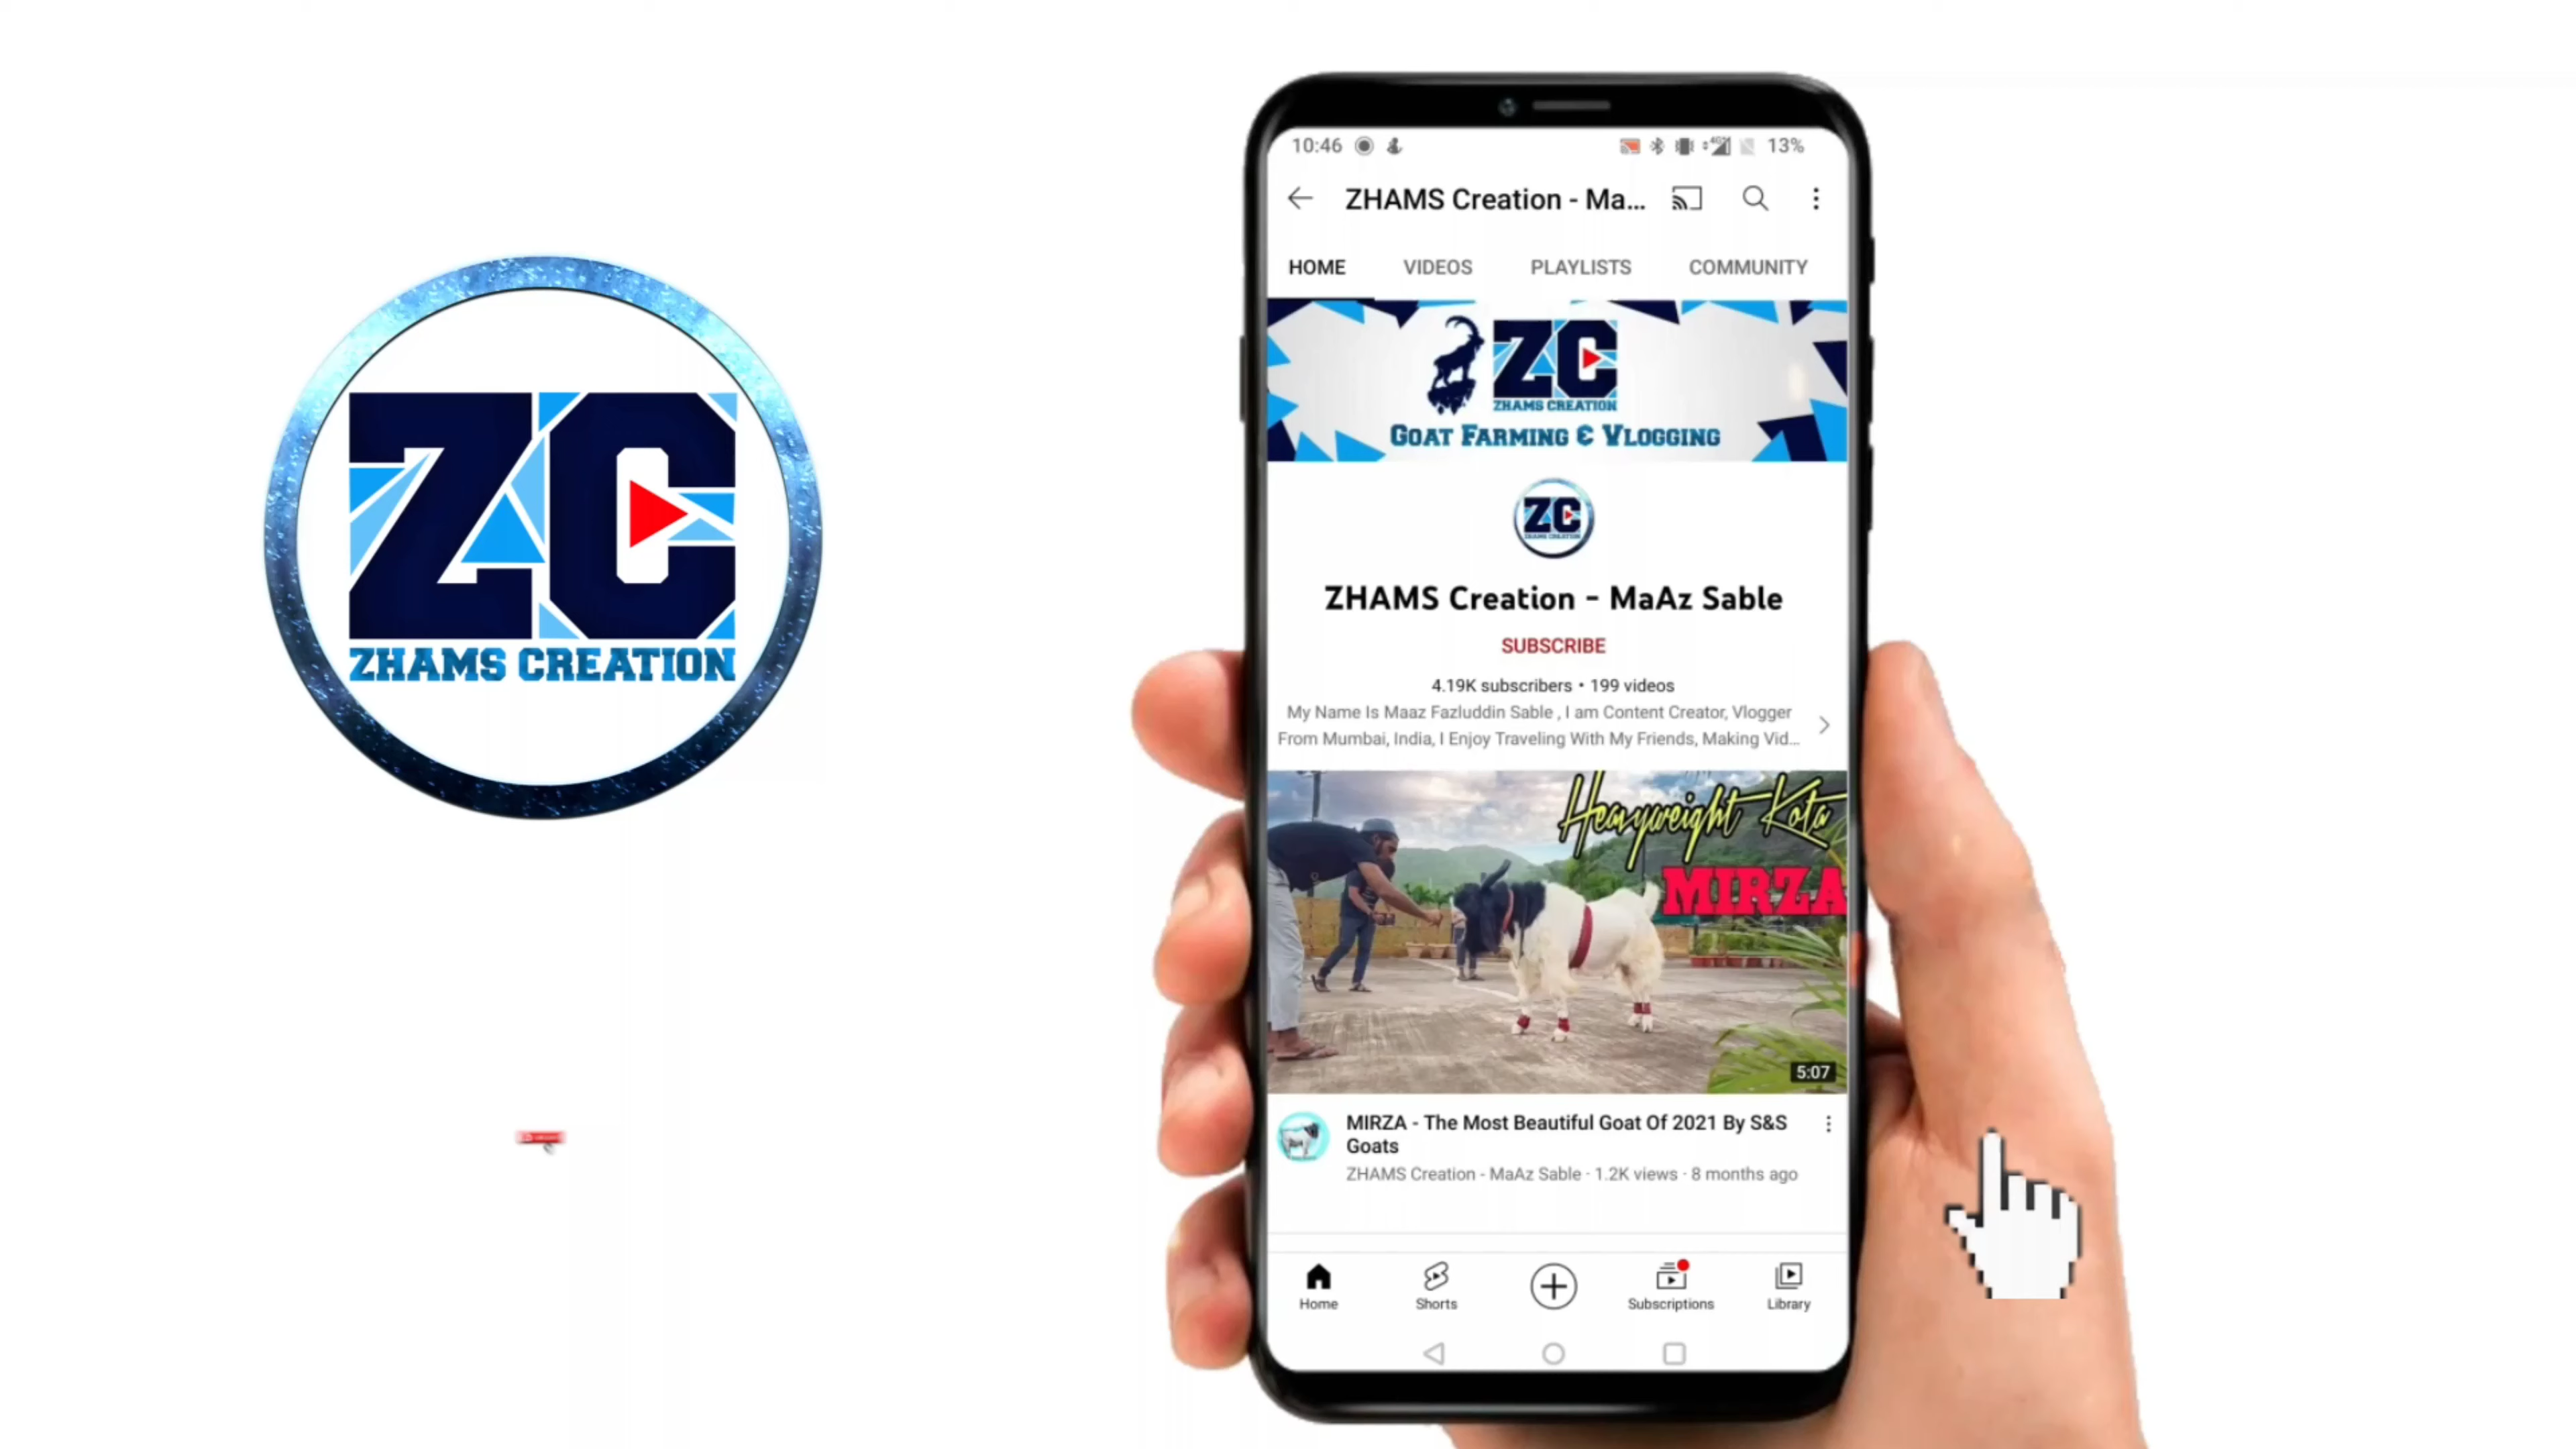 ZC
ZHAMS CREATION
10:46
13%
ZHAMS Creation - Ma...
HOME VIDEOS PLAYLISTS COMMUNITY
ZC
ZHAMS CREATION
GOAT FARMING & VLOGGING
ZC
ZHAMS CREATION
ZHAMS Creation - MaAz Sable
SUBSCRIBE
4.19K subscribers • 199 videos
My Name Is Maaz Fazluddin Sable , I am Content Creator, Vlogger
From Mumbai, India, I Enjoy Traveling With My Friends, Making Vid...
Heavyweight Kota
MIRZA
5:07
MIRZA - The Most Beautiful Goat Of 2021 By S&S
Goats
ZHAMS Creation - MaAz Sable · 1.2K views · 8 months ago
Home Shorts Subscriptions Library